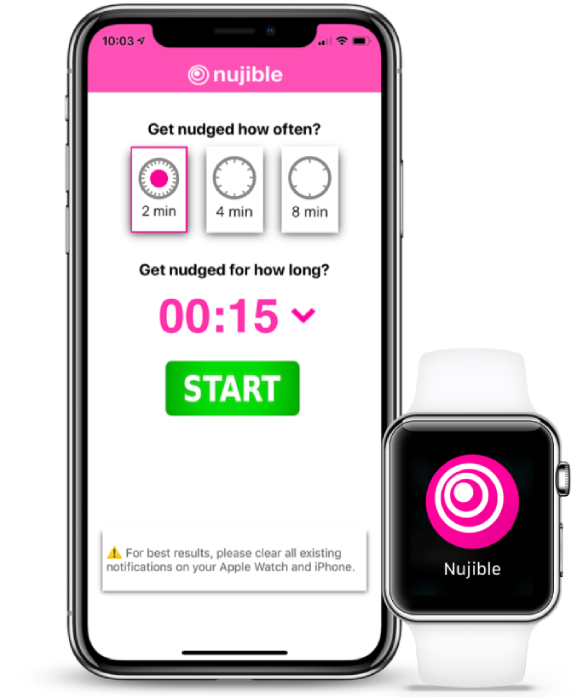 10:03
nujible
Get nudged how often?
2 min
4 min
8 min
Get nudged for how long?
00:15
START
⚠️ For best results, please clear all existing
notifications on your Apple Watch and iPhone.
Nujible